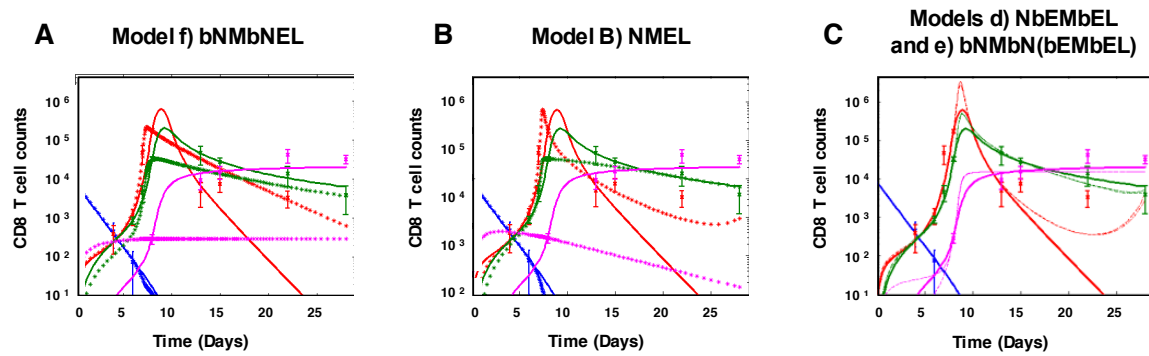 A
Model f) bNMbNEL
B
Model B) NMEL
C
Models d) NbEMbEL
and e) bNMbN(bEMbEL)
CD8 T cell counts
10 6
10 5
10 4
10 3
10 2
10 1
0 5 10 15 20 25
Time (Days)
CD8 T cell counts
10 6
10 5
10 4
10 3
10 2
0 5 10 15 20 25
Time (Days)
CD8 T cell counts
10 6
10 5
10 4
10 3
10 2
10 1
0 5 10 15 20 25
Time (Days)